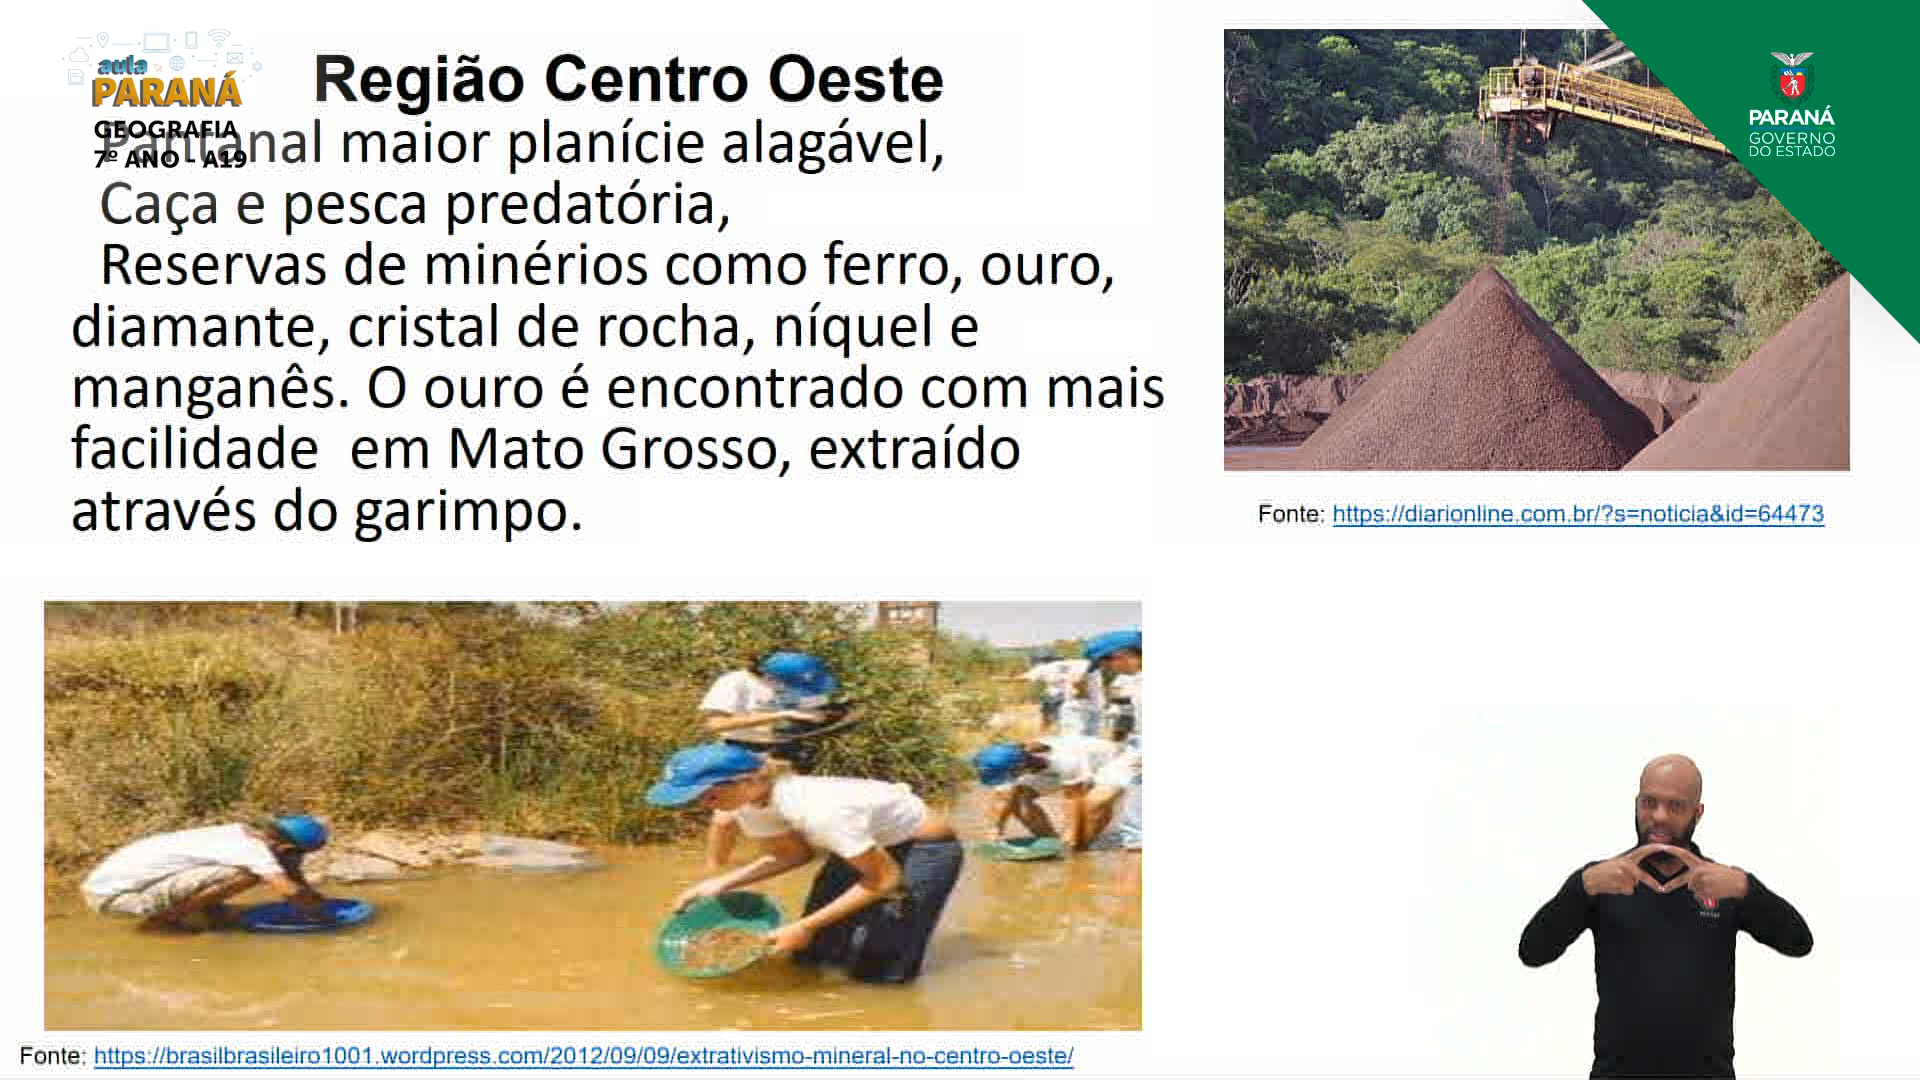 aula
PARANÁ
GEOGRAFIA
7º ANO - A19
Região Centro Oeste
Pantanal maior planície alagável,
Caça e pesca predatória,
Reservas de minérios como ferro, ouro,
diamante, cristal de rocha, níquel e
manganês. O ouro é encontrado com mais
facilidade em Mato Grosso, extraído
através do garimpo.
PARANÁ
GOVERNO
DO ESTADO
Fonte: https://diarionline.com.br/?s=noticia&id=64473
Fonte: https://brasilbrasileiro1001.wordpress.com/2012/09/09/extrativismo-mineral-no-centro-oeste/